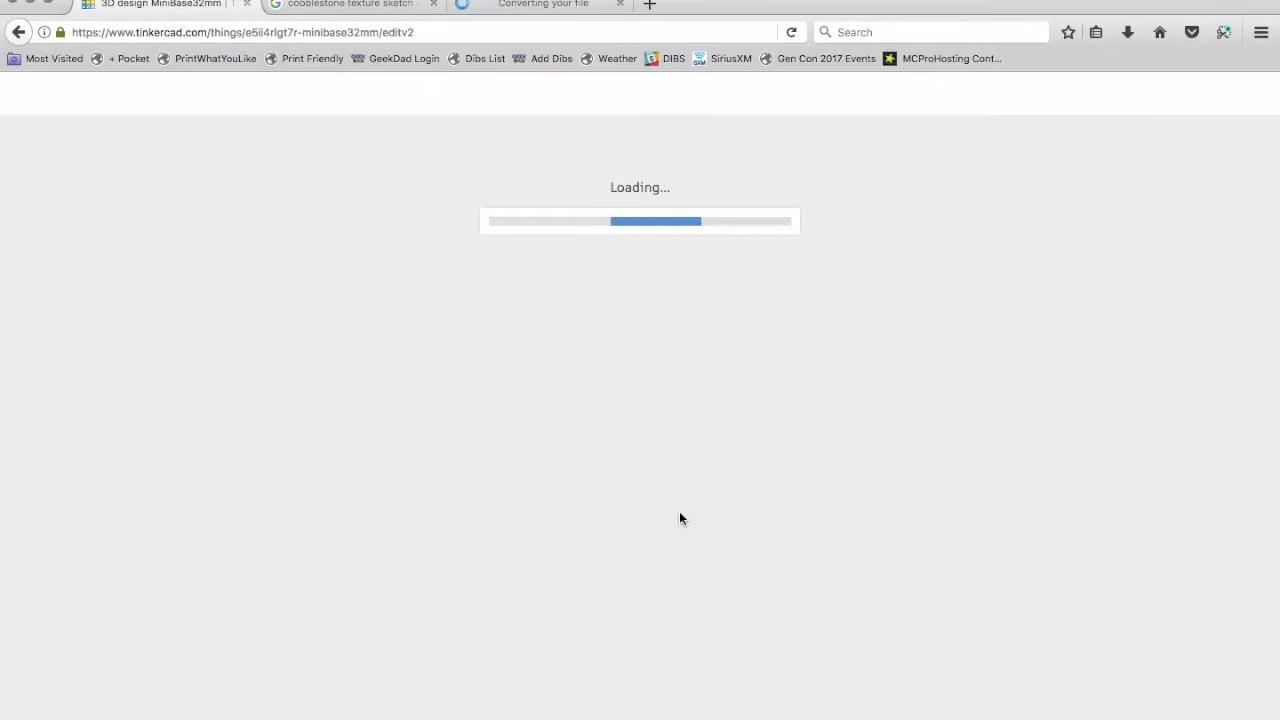 3D design MiniBase32mm | T
cobblestone texture sketch -
Converting your file
https://www.tinkercad.com/things/e5ii4rlgt7r-minibase32mm/editv2
Search
Most Visited + Pocket PrintWhatYouLike Print Friendly GeekDad Login Dibs List Add Dibs Weather DIBS SiriusXM Gen Con 2017 Events MCProHosting Cont...
Loading...